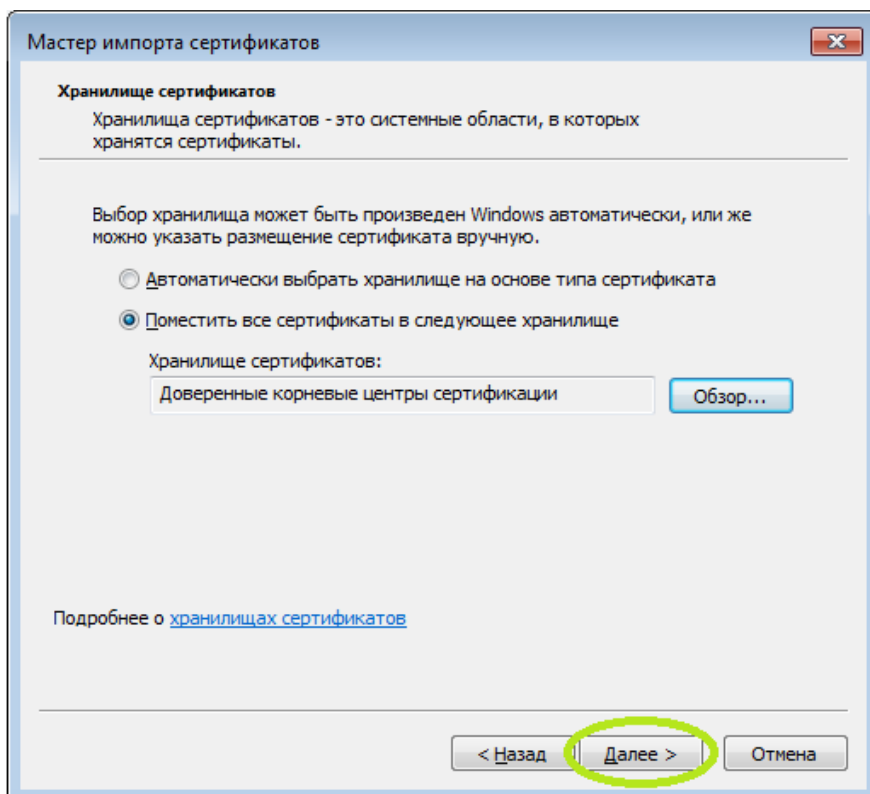 Мастер импорта сертификатов
Хранилище сертификатов
Хранилища сертификатов - это системные области, в которых
хранятся сертификаты.
Выбор хранилища может быть произведен Windows автоматически, или же
можно указать размещение сертификата вручную.
Автоматически выбрать хранилище на основе типа сертификата
Поместить все сертификаты в следующее хранилище
Хранилище сертификатов:
Доверенные корневые центры сертификации
Обзор...
Подробнее о хранилищах сертификатов
< Назад
Далее >
Отмена